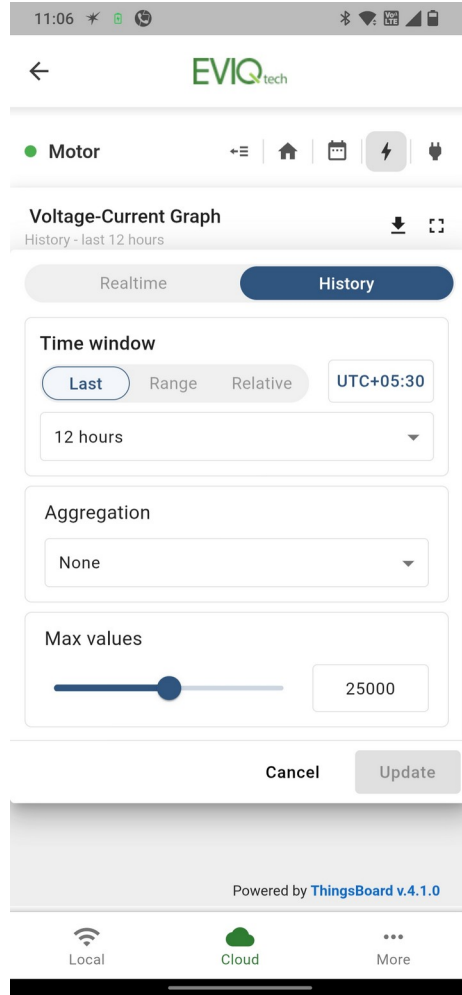 11:06
Vo))
LTE
EVIQtech
Motor
Voltage-Current Graph
History - last 12 hours
Realtime
History
Time window
Last
Range
Relative
UTC+05:30
12 hours
Aggregation
None
Max values
25000
Cancel
Update
Powered by ThingsBoard v.4.1.0
Local
Cloud
More